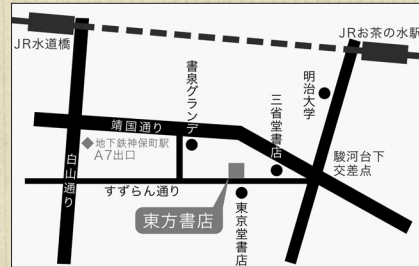 JR水道橋
JRお茶の水駅
書泉グランデ
明治大学
三省堂書店
靖国通り
地下鉄神保町駅
A7出口
白山通り
すずらん通り
駿河台下
交差点
東方書店
東京堂書店